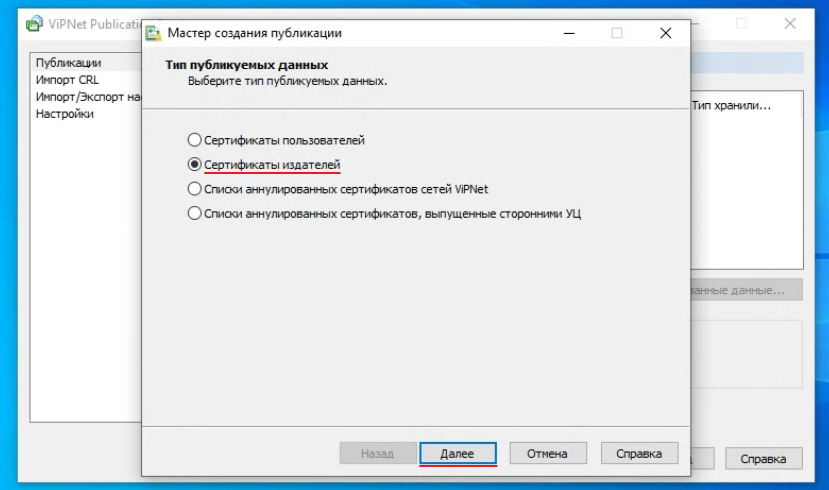 ViPNet Publicati
Мастер создания публикации
Публикации
Импорт CRL
Импорт/Экспорт на
Настройки
Тип публикуемых данных
Выберите тип публикуемых данных.
Тип хранили...
Сертификаты пользователей
Сертификаты издателей
Списки аннулированных сертификатов сетей ViPNet
Списки аннулированных сертификатов, выпущенные сторонними УЦ
данные...
Назад
Далее
Отмена
Справка
Справка